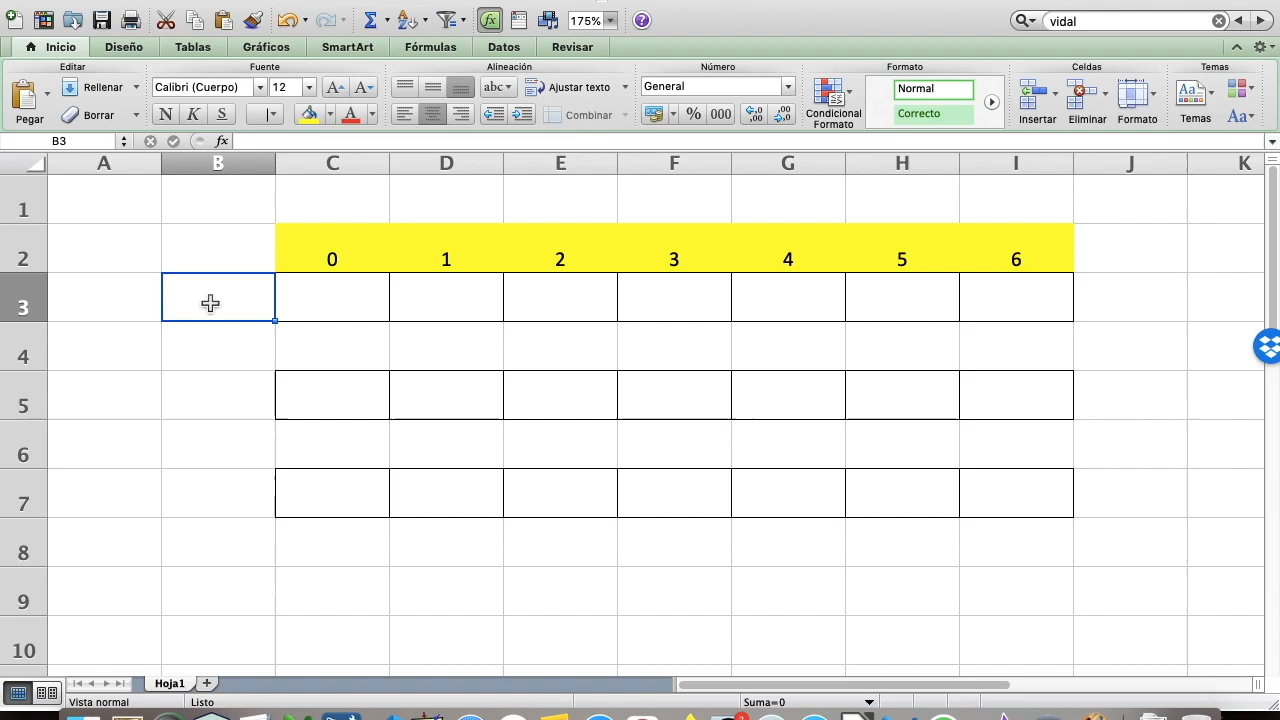 175%
vidal
Inicio Diseño Tablas Gráficos SmartArt Fórmulas Datos Revisar
Editar Fuente Alineación Número Formato Celdas Temas
Rellenar Calibri (Cuerpo) 12 A A abc Ajustar texto General Normal
Pegar Borrar N K S A Combinar % 000 Condicional Formato Correcto Insertar Eliminar Formato Temas Aa
B3 fx
A B C D E F G H I J K
1
2 0 1 2 3 4 5 6
3
4
5
6
7
8
9
10
Hoja1
Vista normal Listo Suma=0